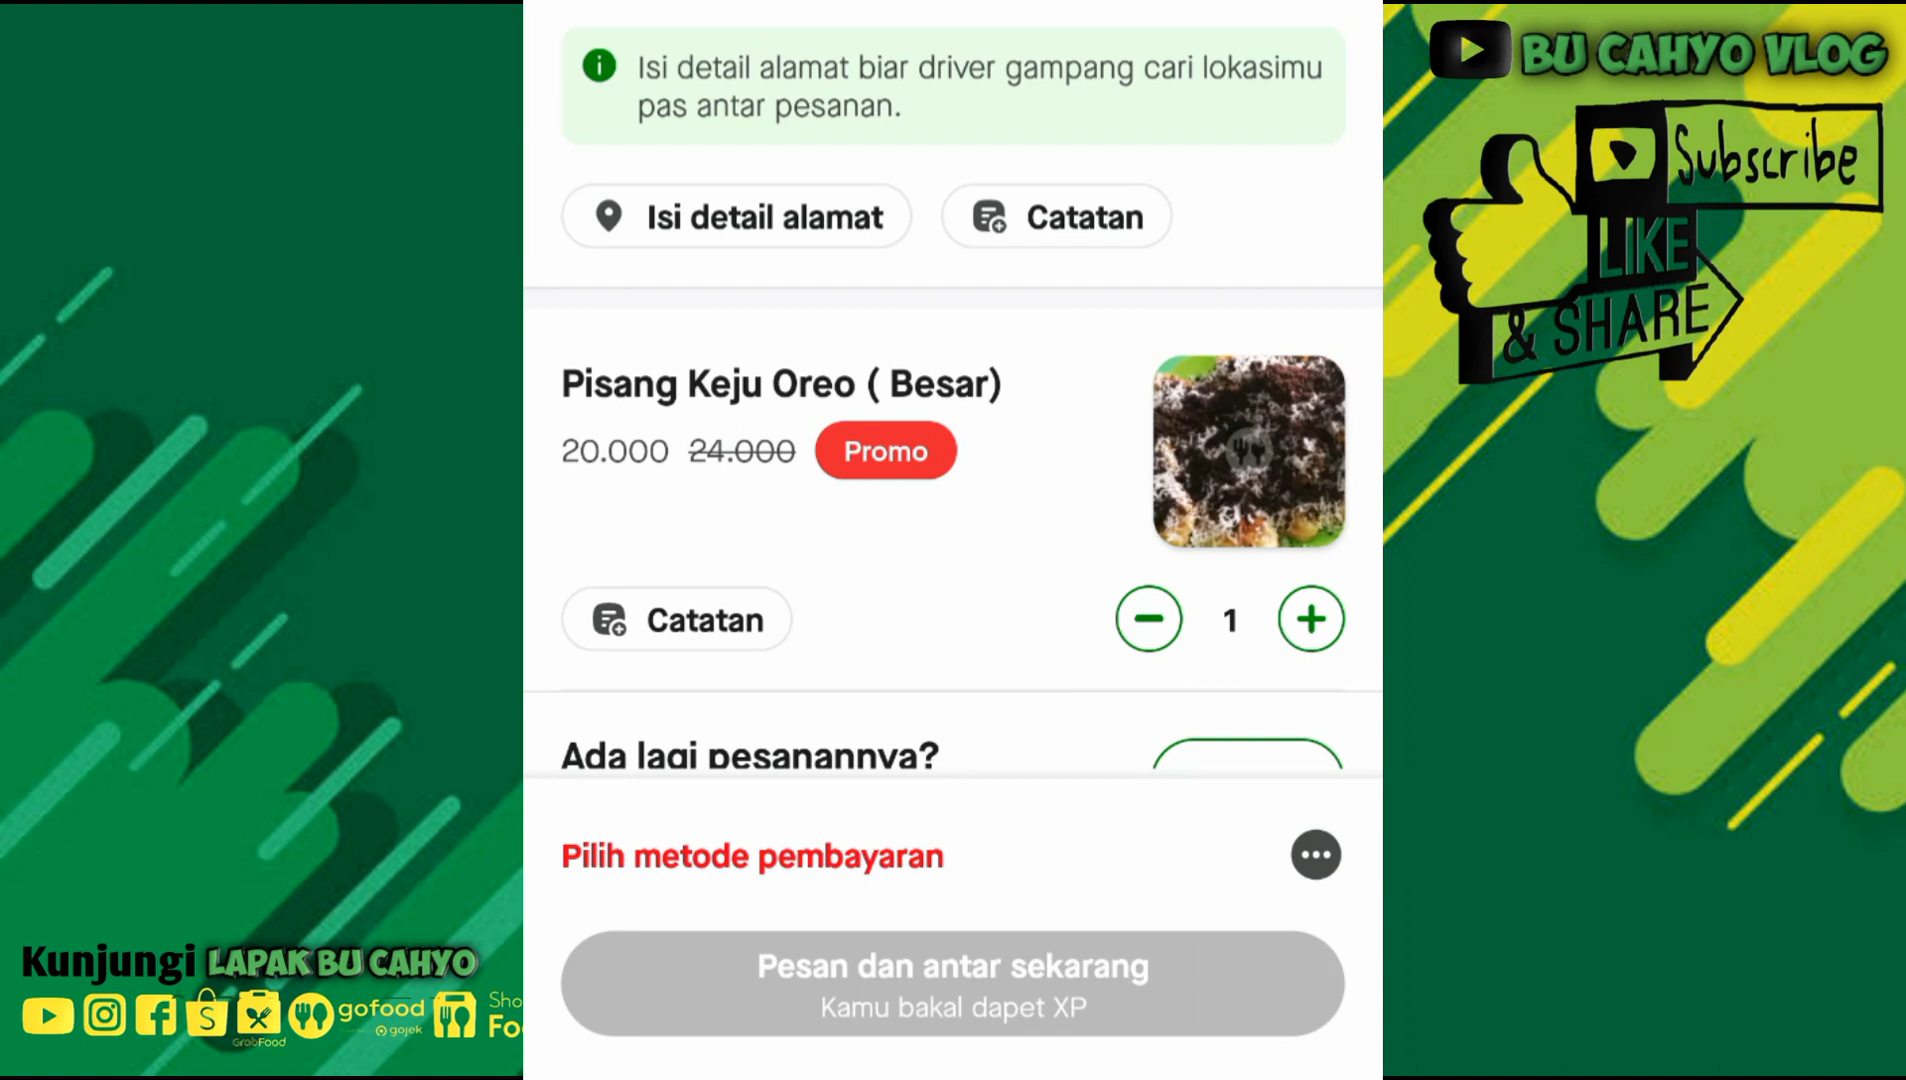 BU CAHYO VLOG
Subscribe
LIKE
& SHARE
Isi detail alamat biar driver gampang cari lokasimu
pas antar pesanan.
Isi detail alamat
Catatan
Pisang Keju Oreo ( Besar)
20.000 24.000 Promo
Catatan
1
Ada lagi pesanannya?
Pilih metode pembayaran
Pesan dan antar sekarang
Kamu bakal dapet XP
Kunjungi LAPAK BU CAHYO
GrabFood
gofood
gojek
Sho
Fo